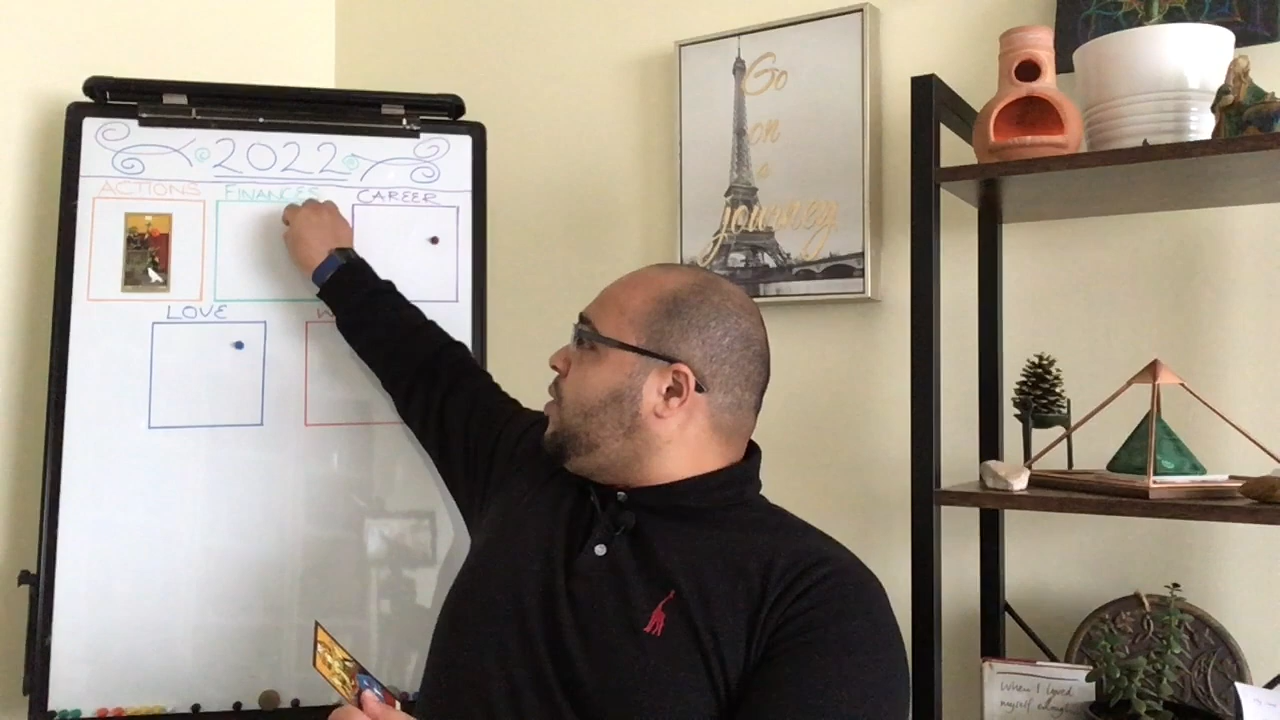 2022
ACTIONS FINANCES CAREER
LOVE
Go
on
a
journey
When I loved
myself enough